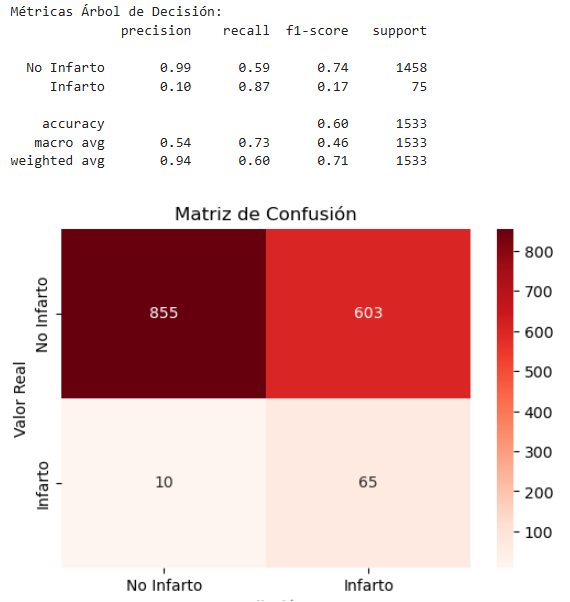 Métricas Árbol de Decisión:
precision recall f1-score support
No Infarto 0.99 0.59 0.74 1458
Infarto 0.10 0.87 0.17 75
accuracy 0.60 1533
macro avg 0.54 0.73 0.46 1533
weighted avg 0.94 0.60 0.71 1533
Matriz de Confusión
Valor Real
No Infarto
855 603
Infarto
10 65
No Infarto Infarto
800
700
600
500
400
300
200
100